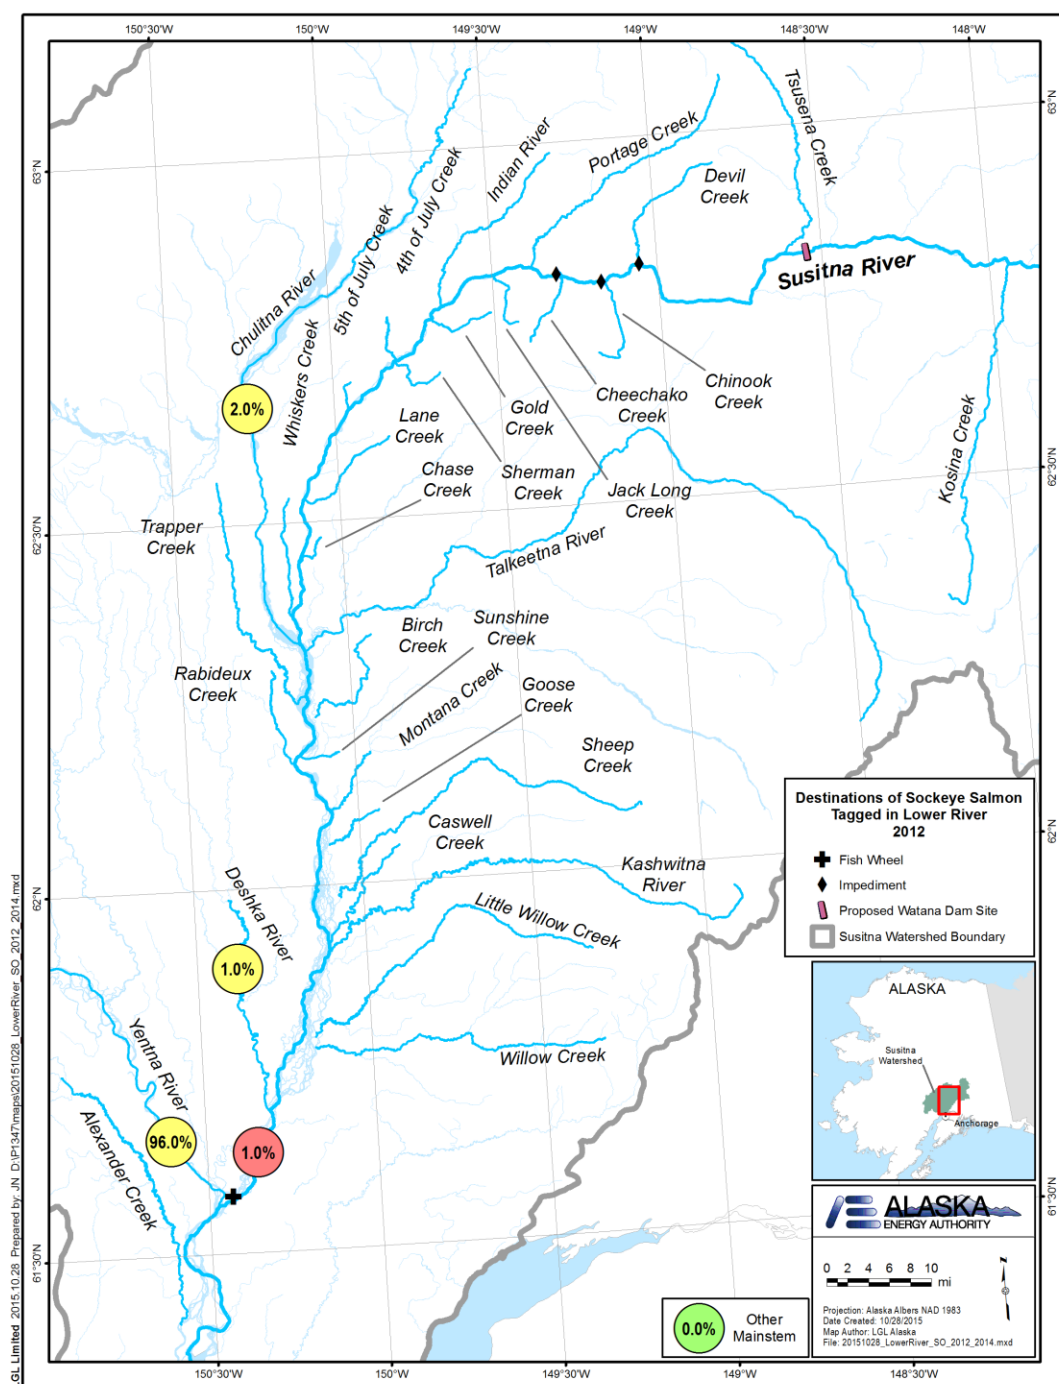 150°30'W
150°W
149°30'W
149°W
148°30'W
148°W
63°N
63°N
Tsusena Creek
Portage Creek
Indian River
Devil
Creek
4th of July Creek
5th of July Creek
Susitna River
Chulitna River
Whiskers Creek
2.0%
Chinook
Creek
Cheechako
Creek
Gold
Creek
Lane
Creek
Sherman
Creek
Jack Long
Creek
Chase
Creek
Kosina Creek
62°30'N
62°30'N
Trapper
Creek
Talkeetna River
Sunshine
Creek
Birch
Creek
Rabideux
Creek
Montana Creek
Goose
Creek
Sheep
Creek
Caswell
Creek
Kashwitna
River
62°N
62°N
Deshka River
Little Willow Creek
1.0%
Willow Creek
Yentna River
96.0%
1.0%
Alexander Creek
61°30'N
61°30'N
Destinations of Sockeye Salmon
Tagged in Lower River
2012
Fish Wheel
Impediment
Proposed Watana Dam Site
Susitna Watershed Boundary
ALASKA
Susitna
Watershed
Anchorage
ALASKA
ENERGY AUTHORITY
0 2 4 6 8 10
mi
N
Projection: Alaska Albers NAD 1983
Date Created: 10/28/2015
Map Author: LGL Alaska
File: 20151028_LowerRiver_SO_2012_2014.mxd
0.0%
Other
Mainstem
150°30'W
150°W
149°30'W
149°W
148°30'W
GL Limited 2015.10.28 Prepared by: JN D:\P1347\maps\20151028_LowerRiver_SO_2012_2014.mxd